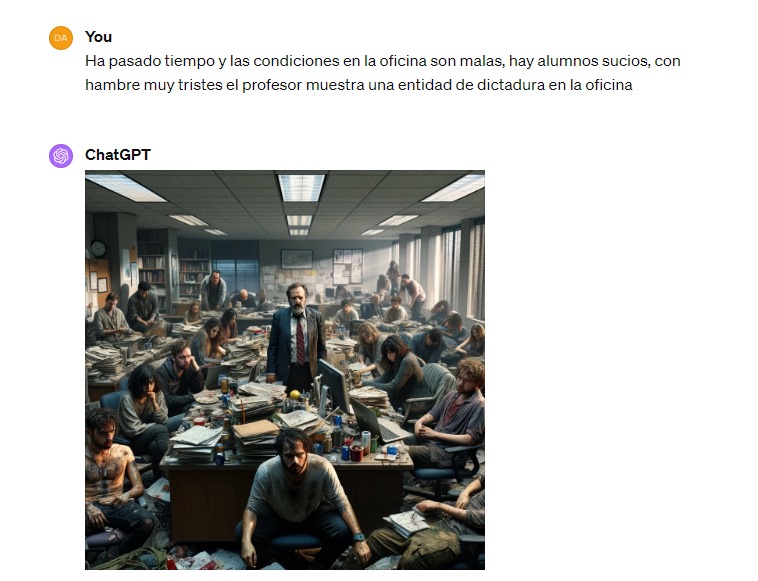 DA
You
Ha pasado tiempo y las condiciones en la oficina son malas, hay alumnos sucios, con
hambre muy tristes el profesor muestra una entidad de dictadura en la oficina
ChatGPT